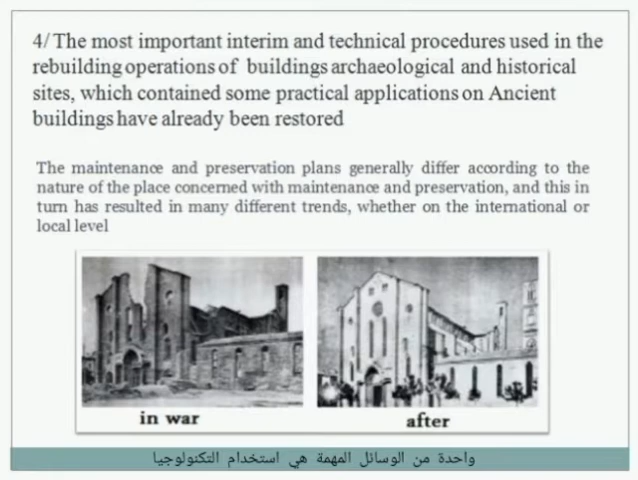 4/ The most important interim and technical procedures used in the
rebuilding operations of buildings archaeological and historical
sites, which contained some practical applications on Ancient
buildings have already been restored
The maintenance and preservation plans generally differ according to the
nature of the place concerned with maintenance and preservation, and this in
turn has resulted in many different trends, whether on the international or
local level
in war
after
واحدة من الوسائل المهمة هي استخدام التكنولوجيا